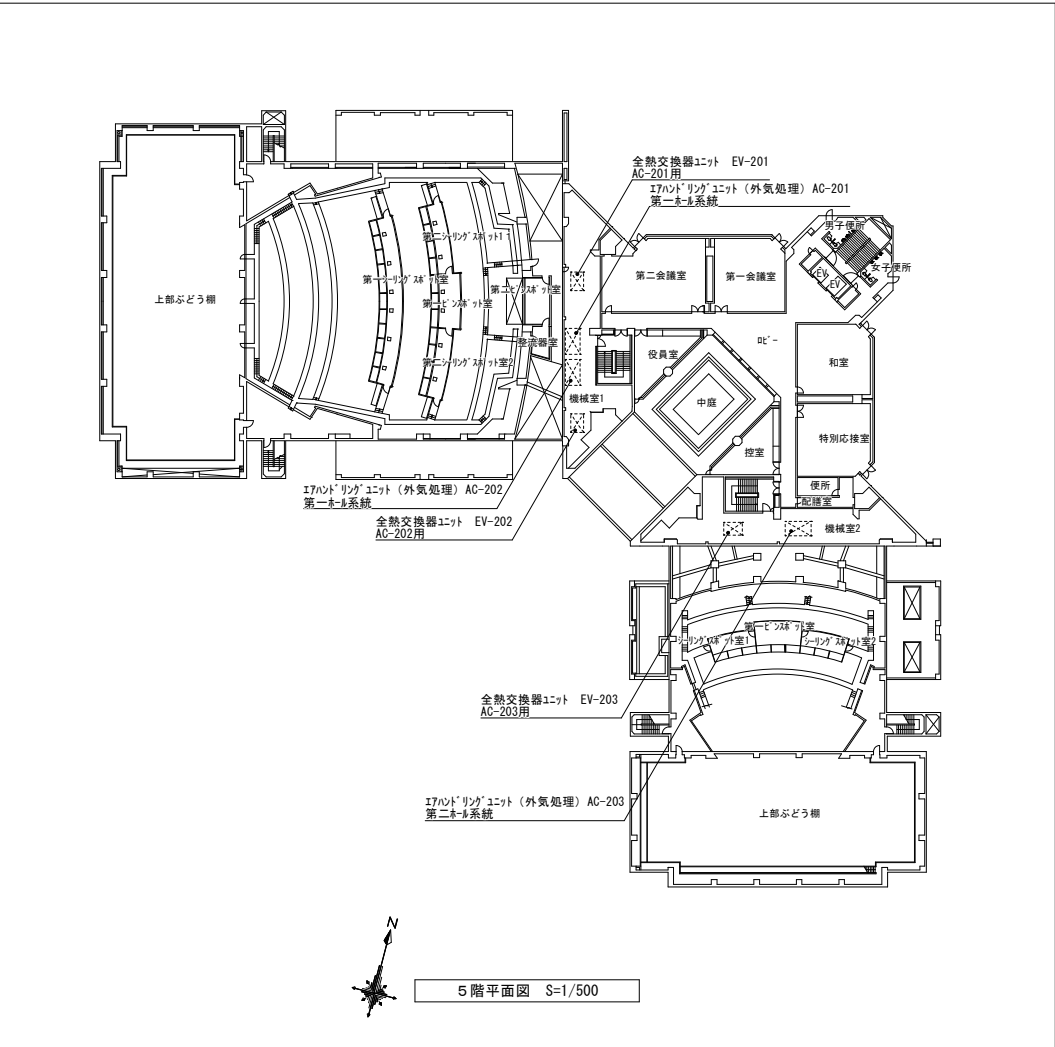 全熱交換器ﾕﾆｯﾄ　EV-201
AC-201用
ｴｱﾊﾝﾄﾞﾘﾝｸﾞﾕﾆｯﾄ（外気処理）AC-201
第一ﾎｰﾙ系統
男子便所
女子便所
EV
EV
第二会議室
第一会議室
第二ｼｰﾘﾝｸﾞｽﾎﾟｯﾄ1
第一ｼｰﾘﾝｸﾞｽﾎﾟｯﾄ室
第二ﾋﾟﾝｽﾎﾟｯﾄ室
第一ﾋﾟﾝｽﾎﾟｯﾄ室
上部ぶどう棚
整流器室
ﾛﾋﾞｰ
役員室
和室
第二ｼｰﾘﾝｸﾞｽﾎﾟｯﾄ室2
機械室1
中庭
特別応接室
控室
便所
配膳室
ｴｱﾊﾝﾄﾞﾘﾝｸﾞﾕﾆｯﾄ（外気処理）AC-202
第一ﾎｰﾙ系統
全熱交換器ﾕﾆｯﾄ　EV-202
AC-202用
機械室2
第一ﾋﾟﾝｽﾎﾟｯﾄ室
ｼｰﾘﾝｸﾞｽﾎﾟｯﾄ室1
ｼｰﾘﾝｸﾞｽﾎﾟｯﾄ室2
全熱交換器ﾕﾆｯﾄ　EV-203
AC-203用
ｴｱﾊﾝﾄﾞﾘﾝｸﾞﾕﾆｯﾄ（外気処理）AC-203
第二ﾎｰﾙ系統
上部ぶどう棚
N
５階平面図　S=1/500